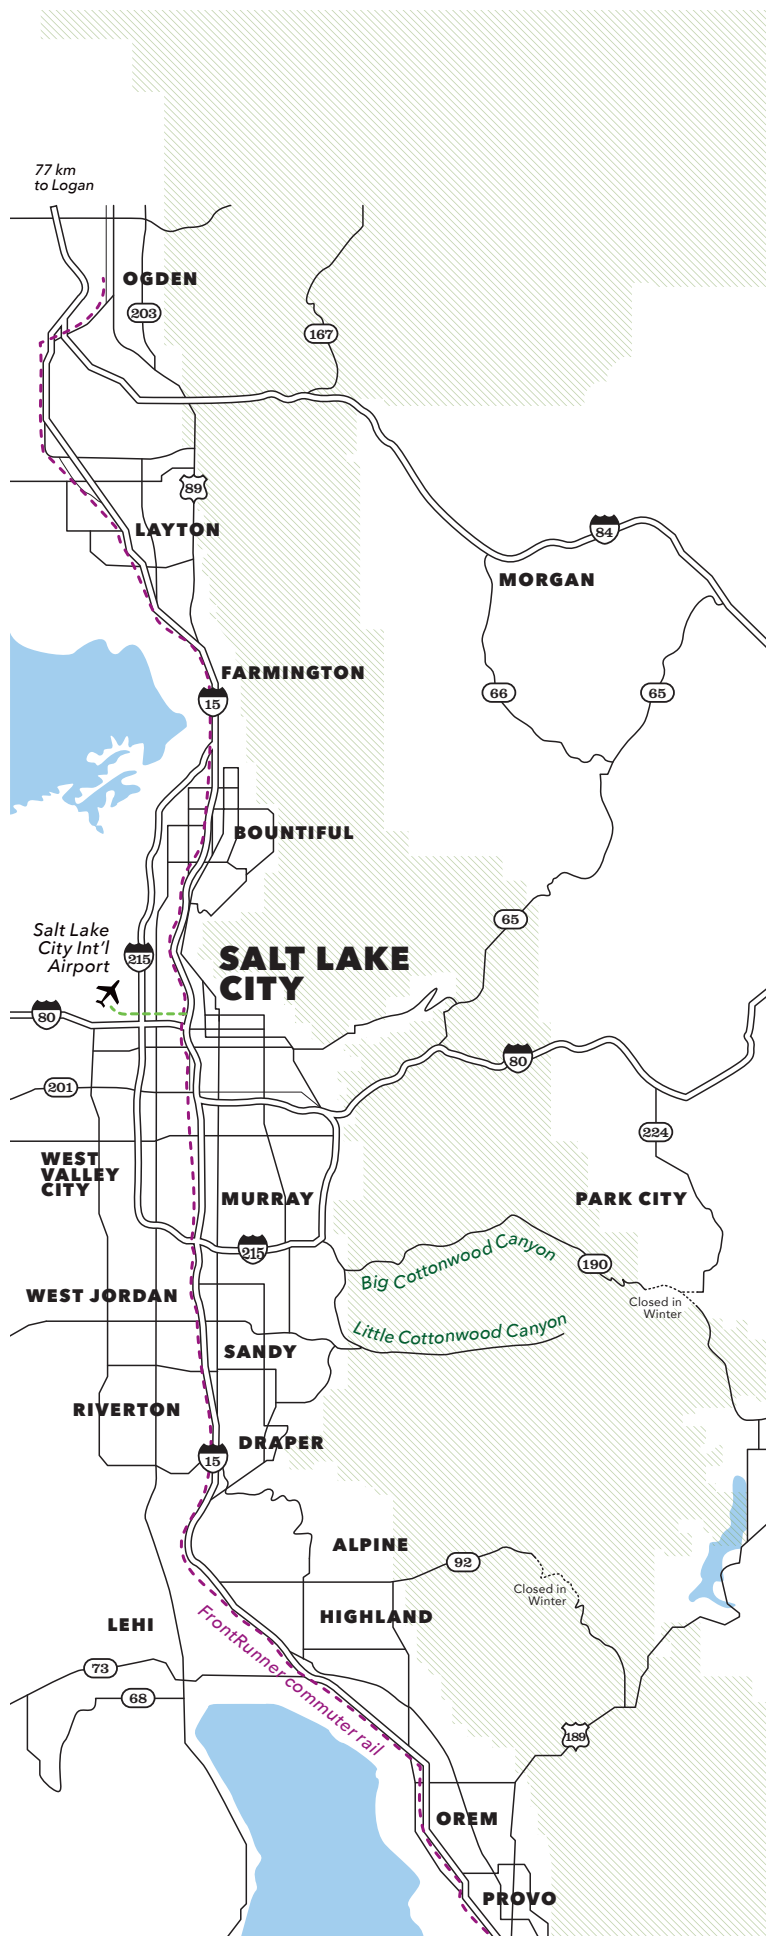 77 km
to Logan
OGDEN
203
167
89
LAYTON
84
MORGAN
FARMINGTON
66
65
15
BOUNTIFUL
65
Salt Lake
City Int'l
Airport
215
SALT LAKE
CITY
80
80
201
224
WEST
VALLEY
CITY
MURRAY
PARK CITY
215
Big Cottonwood Canyon
190
WEST JORDAN
Closed in
Winter
Little Cottonwood Canyon
SANDY
RIVERTON
DRAPER
15
ALPINE
92
Closed in
Winter
HIGHLAND
LEHI
FrontRunner commuter rail
73
68
189
OREM
PROVO